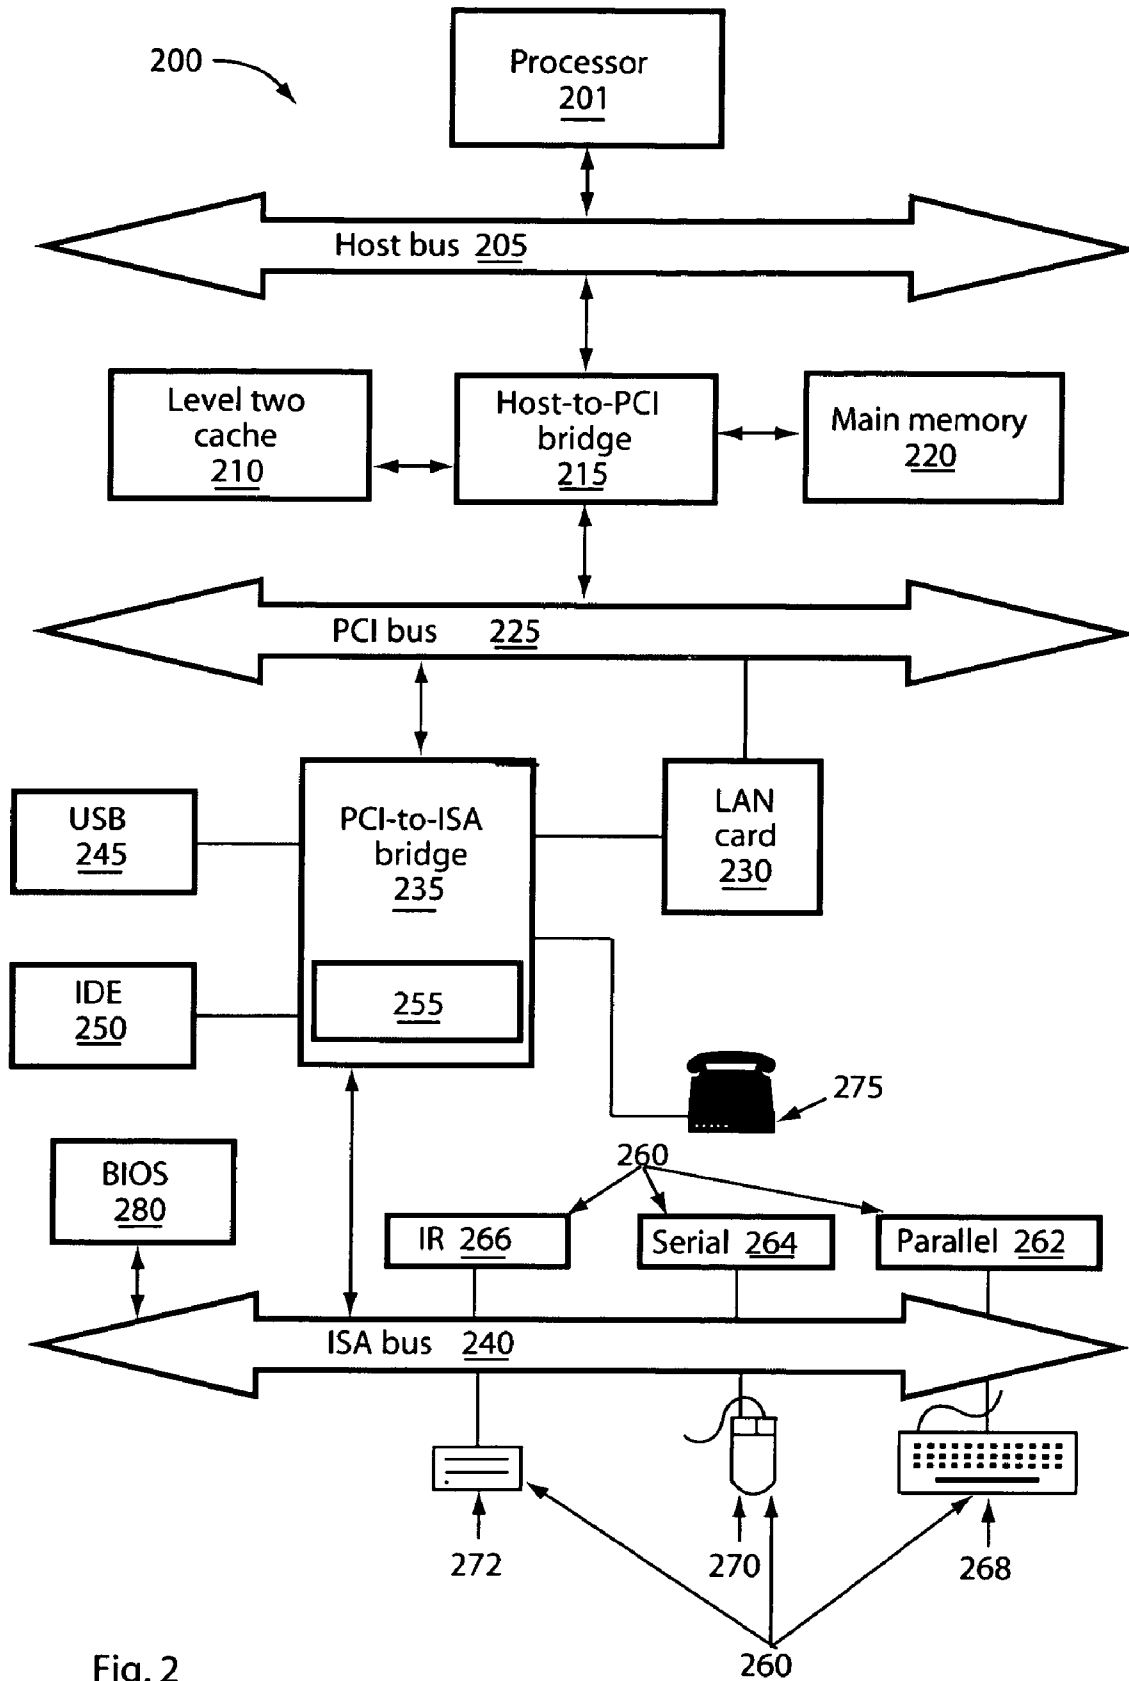 200
Processor
201
Host bus 205
Level two
cache
210
Host-to-PCI
bridge
215
Main memory
220
PCI bus 225
USB
245
PCI-to-ISA
bridge
235
LAN
card
230
IDE
250
255
275
BIOS
280
260
IR 266
Serial 264
Parallel 262
ISA bus 240
272
270
268
260
Fig. 2